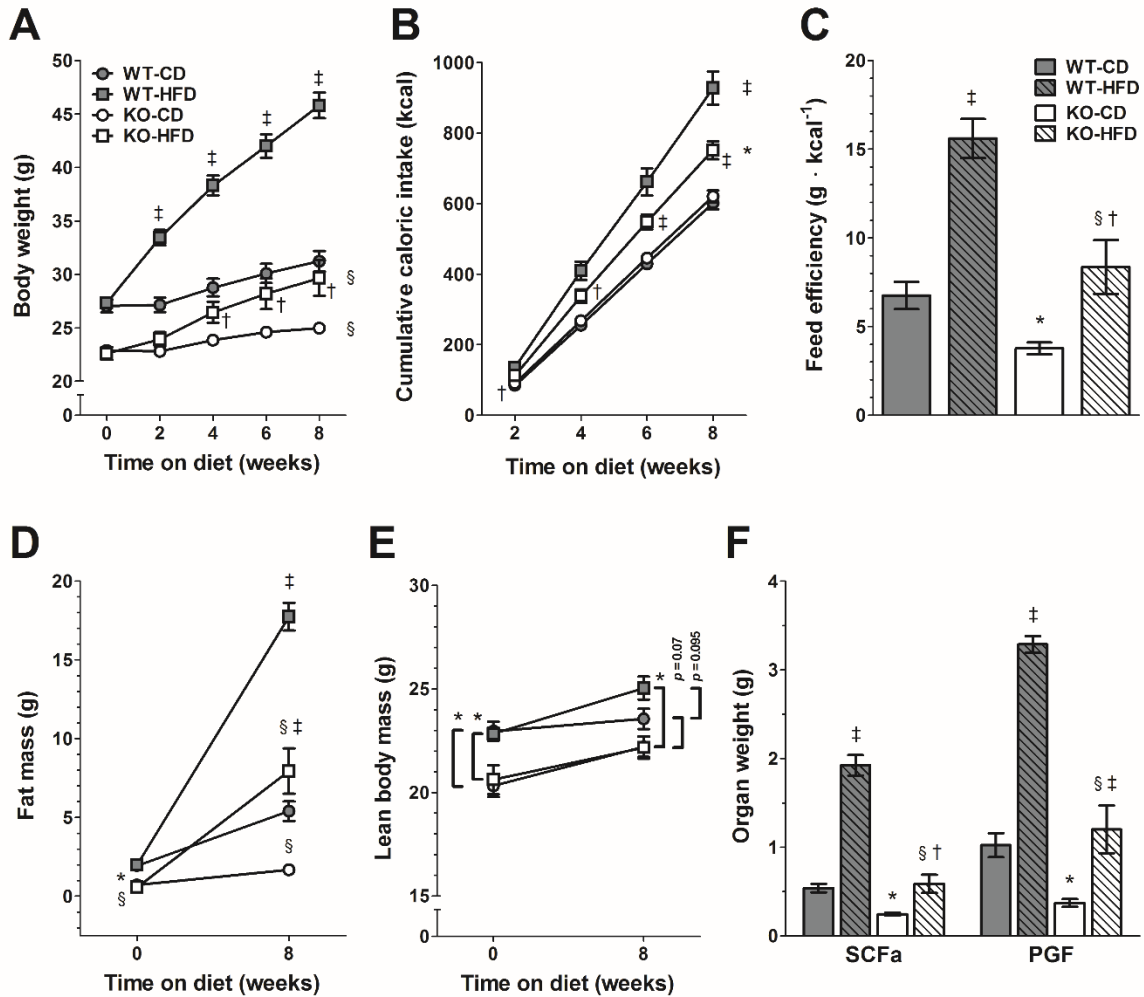 A
Body weight (g)
50
45
40
35
30
25
20
0
WT-CD
WT-HFD
KO-CD
KO-HFD
‡
‡
‡
‡
§
†
†
†
§
0 2 4 6 8
Time on diet (weeks)
B
Cumulative caloric intake (kcal)
1000
800
600
400
200
0
‡
*
‡
‡
†
†
2 4 6 8
Time on diet (weeks)
C
Feed efficiency (g · kcal⁻¹)
20
15
10
5
0
WT-CD
WT-HFD
KO-CD
KO-HFD
‡
*
§ †
D
Fat mass (g)
20
15
10
5
0
‡
§ ‡
§
*
§
0 8
Time on diet (weeks)
E
Lean body mass (g)
30
25
20
15
0
* *
*
p = 0.07
p = 0.095
0 8
Time on diet (weeks)
F
Organ weight (g)
4
3
2
1
0
‡
*
§ †
‡
*
§ ‡
SCFa PGF